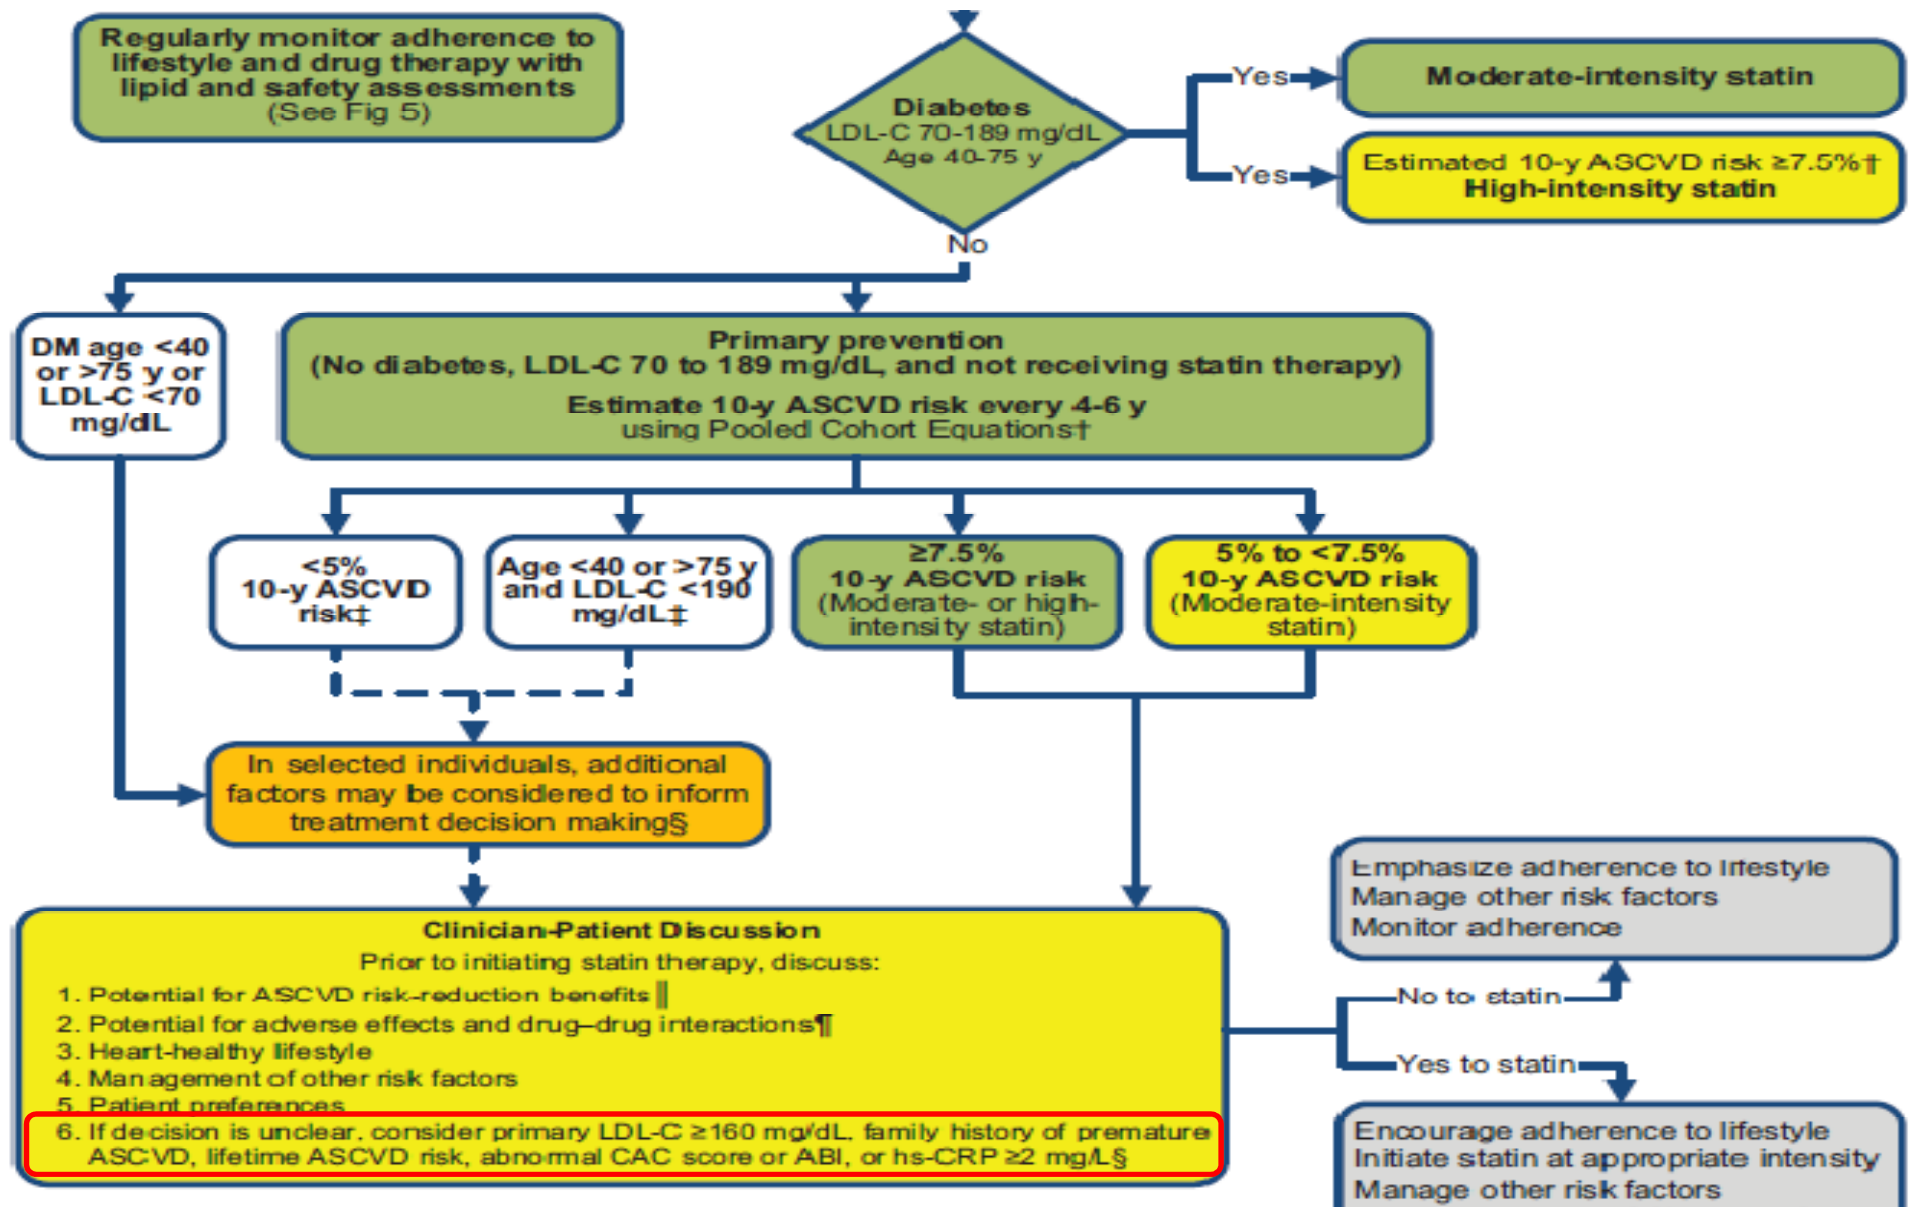 Regularly monitor adherence to
lifestyle and drug therapy with
lipid and safety assessments
(See Fig 5)
Diabetes
LDL-C 70-189 mg/dL
Age 40-75 y
Yes
Moderate-intensity statin
Yes
Estimated 10-y ASCVD risk ≥7.5%†
High-intensity statin
No
DM age <40
or >75 y or
LDL-C <70
mg/dL
Primary prevention
(No diabetes, LDL-C 70 to 189 mg/dL, and not receiving statin therapy)
Estimate 10-y ASCVD risk every 4-6 y
using Pooled Cohort Equations†
<5%
10-y ASCVD
risk‡
Age <40 or >75 y
and LDL-C <190
mg/dL‡
≥7.5%
10-y ASCVD risk
(Moderate- or high-
intensity statin)
5% to <7.5%
10-y ASCVD risk
(Moderate-intensity
statin)
In selected individuals, additional
factors may be considered to inform
treatment decision making§
Clinician-Patient Discussion
Prior to initiating statin therapy, discuss:
1. Potential for ASCVD risk-reduction benefits‖
2. Potential for adverse effects and drug–drug interactions¶
3. Heart-healthy lifestyle
4. Management of other risk factors
5. Patient preferences
6. If decision is unclear, consider primary LDL-C ≥160 mg/dL, family history of premature
ASCVD, lifetime ASCVD risk, abnormal CAC score or ABI, or hs-CRP ≥2 mg/L§
Emphasize adherence to lifestyle
Manage other risk factors
Monitor adherence
No to statin
Yes to statin
Encourage adherence to lifestyle
Initiate statin at appropriate intensity
Manage other risk factors